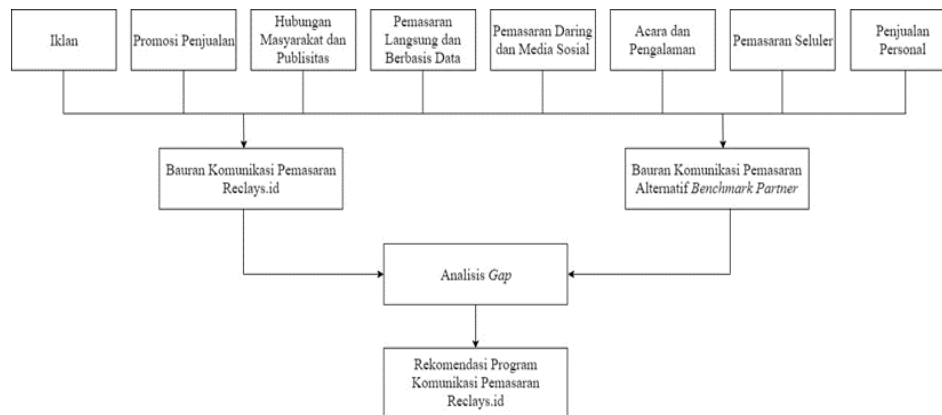 Iklan
Promosi Penjualan
Hubungan
Masyarakat dan
Publisitas
Pemasaran
Langsung dan
Berbasis Data
Pemasaran Daring
dan Media Sosial
Acara dan
Pengalaman
Pemasaran Seluler
Penjualan
Personal
Bauran Komunikasi Pemasaran
Reclays.id
Bauran Komunikasi Pemasaran
Alternatif Benchmark Partner
Analisis Gap
Rekomendasi Program
Komunikasi Pemasaran
Reclays.id